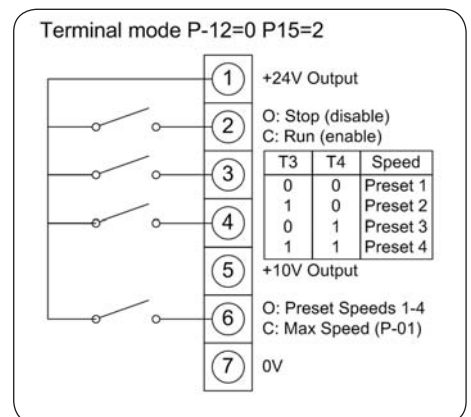 Terminal mode P-12=0 P15=2
1 +24V Output
2 O: Stop (disable)
C: Run (enable)
3
T3 T4 Speed
0 0 Preset 1
1 0 Preset 2
0 1 Preset 3
1 1 Preset 4
4
5 +10V Output
6 O: Preset Speeds 1-4
C: Max Speed (P-01)
7 0V